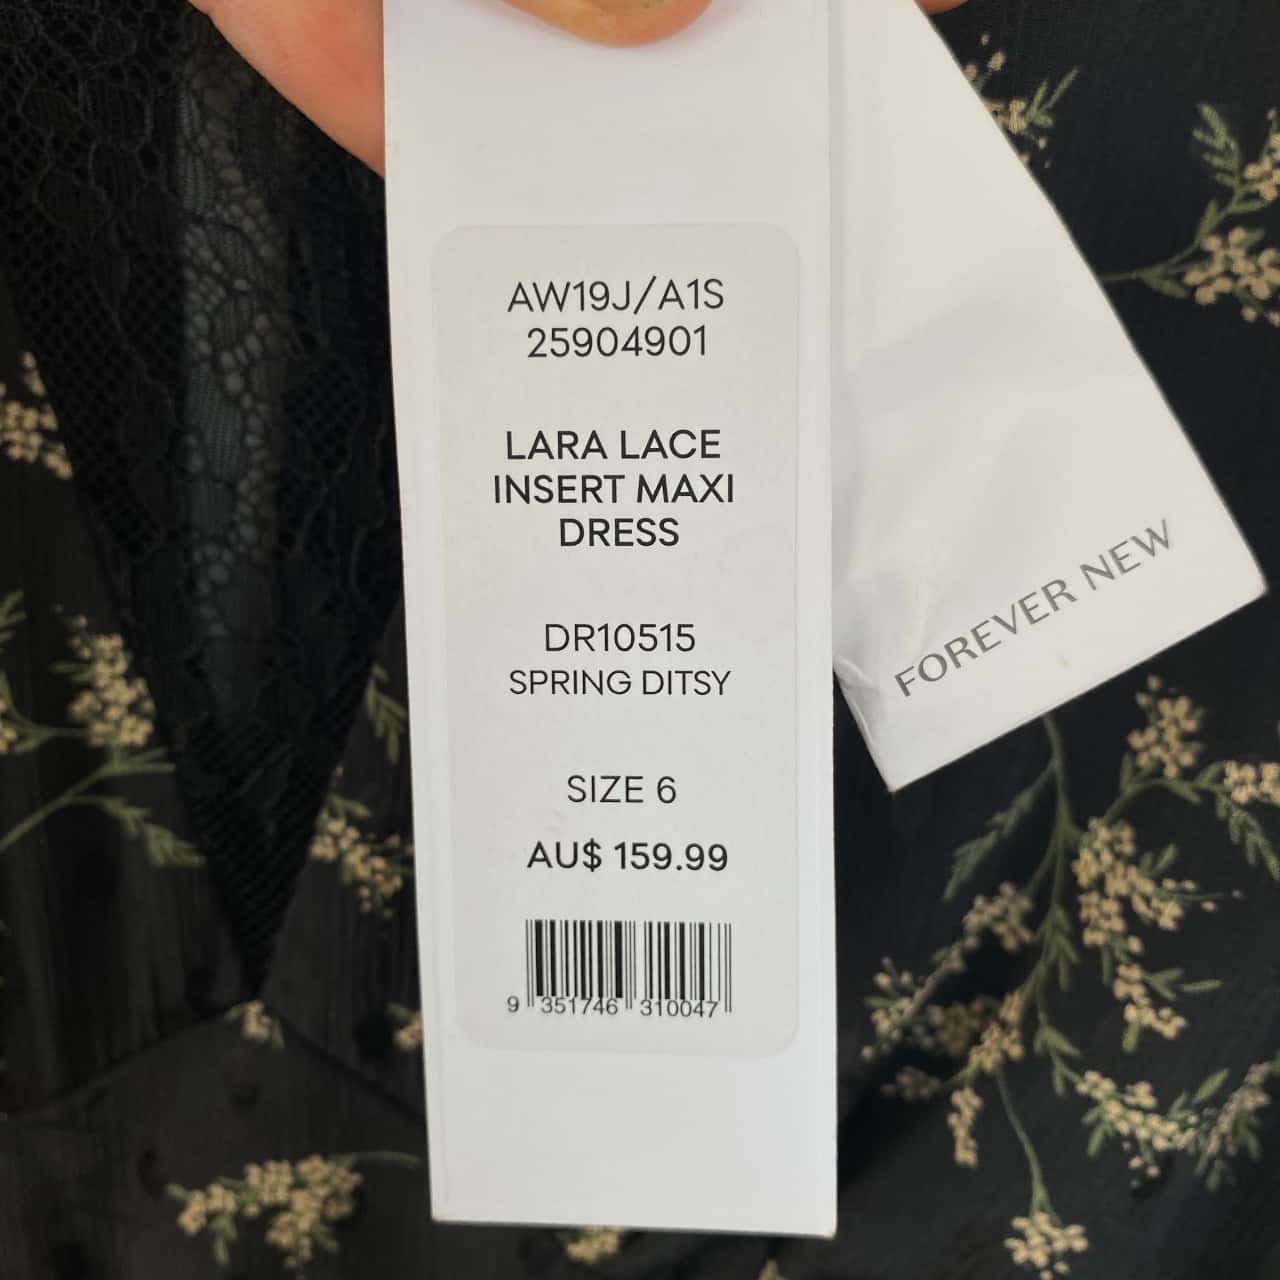 AW19J/A1S
25904901
LARA LACE
INSERT MAXI
DRESS
DR10515
SPRING DITSY
SIZE 6
AU$ 159.99
9 351746 310047
FOREVER NEW